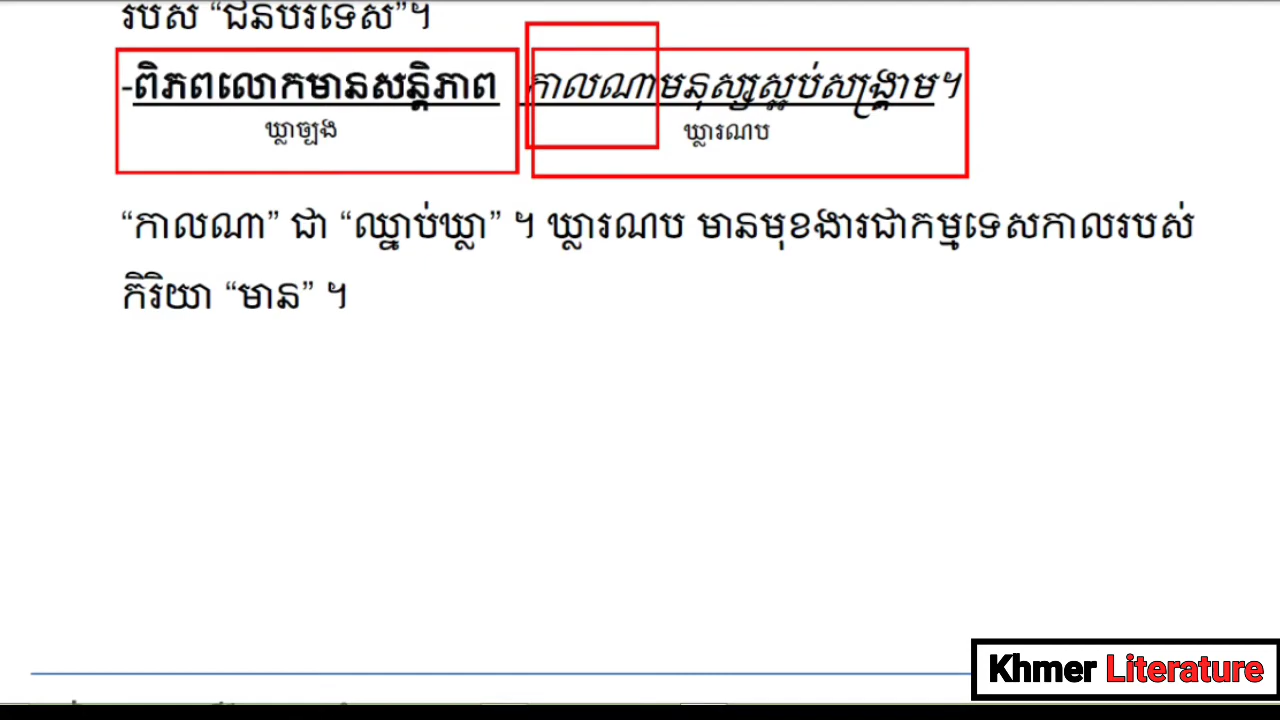 របស់ “ជនបរទេស”។
-ពិភពលោកមានសន្តិភាព កាលណាមនុស្សស្អប់សង្គ្រាម។
ឃ្លាច្បង ឃ្លារណប
“កាលណា” ជា “ឈ្នាប់ឃ្លា” ។ ឃ្លារណប មានមុខងារជាកម្មទេសកាលរបស់
កិរិយា “មាន” ។
Khmer Literature